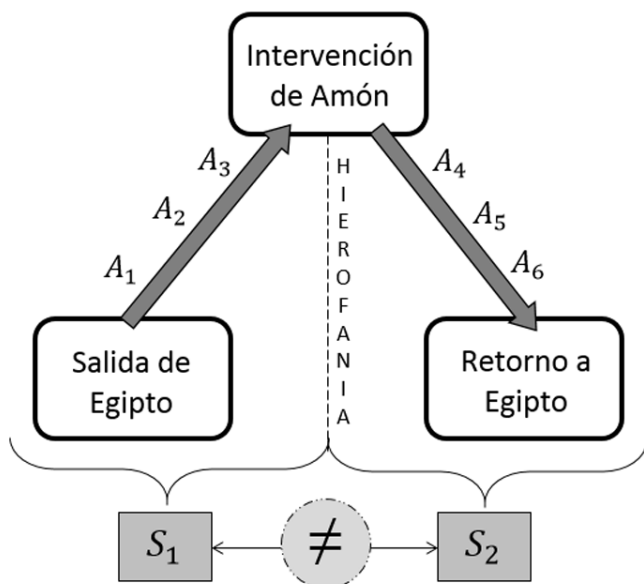 Intervención
de Amón
A₃
A₂
A₁
HIEROFANIA
A₄
A₅
A₆
Salida de
Egipto
Retorno a
Egipto
S₁
≠
S₂